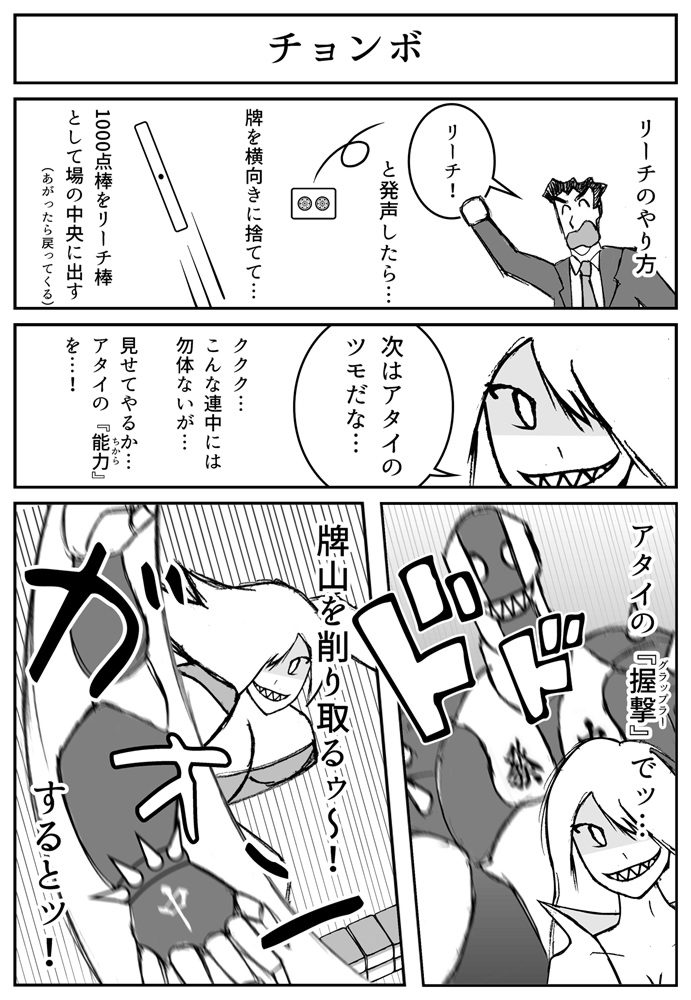 チョンボ
リーチのやり方
リーチ!
と発声したら…
牌を横向きに捨てて…
1000点棒をリーチ棒
として場の中央に出す
(あがったら戻ってくる)
次はアタイの
ツモだな…
ククク…
こんな連中には
勿体ないが…
見せてやるか…
アタイの『能力』
ちから
を…!
アタイの
『握撃』でッ…
グラップラー
ドドド
牌山を削り取るゥ〜!
ガオン
するとッ!